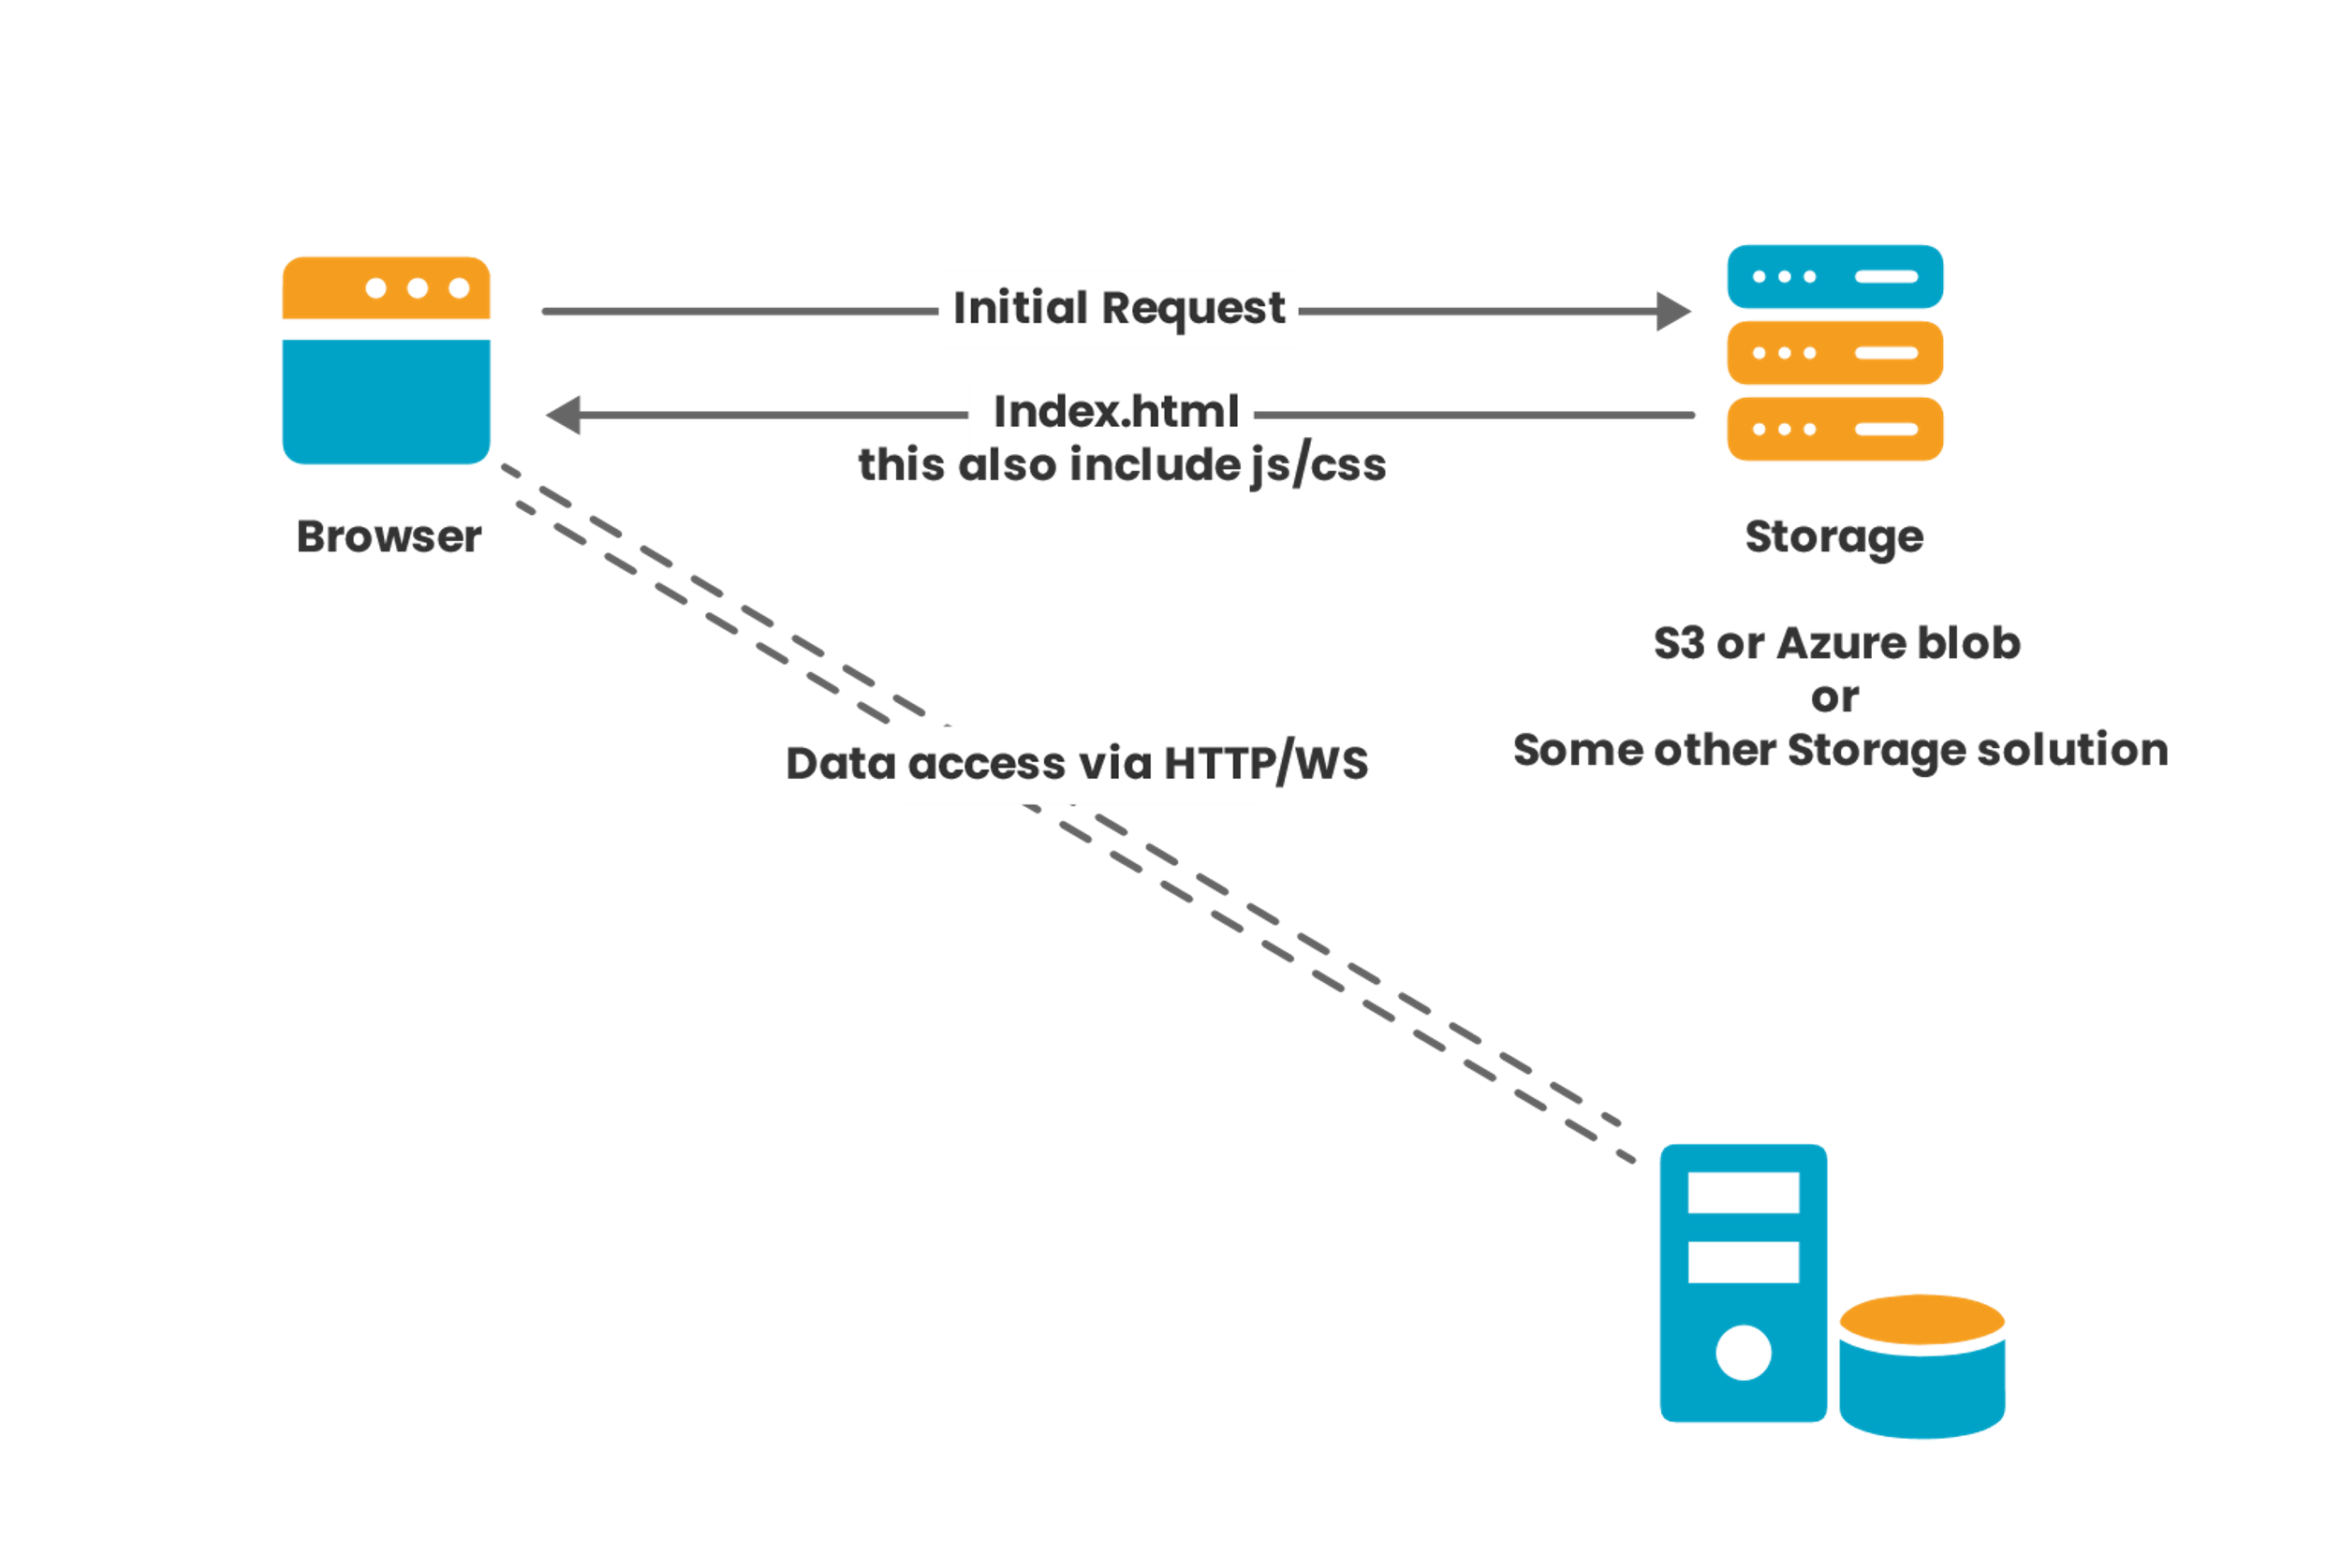 Initial Request
Index.html
this also include js/css
Browser
Storage
S3 or Azure blob
or
Some other Storage solution
Data access via HTTP/WS